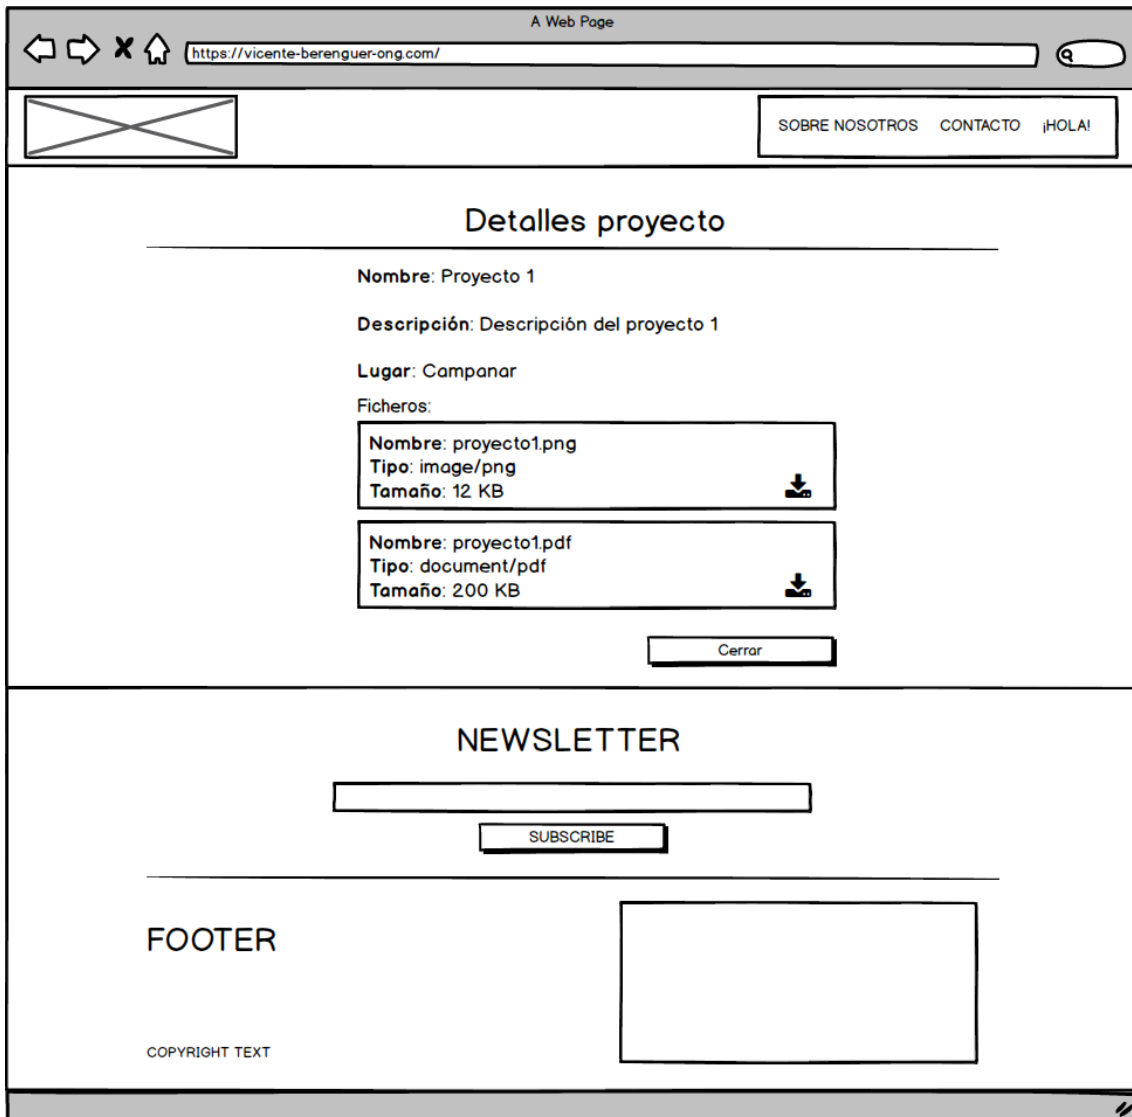 A Web Page
https://vicente-berenguer-ong.com/
SOBRE NOSOTROS CONTACTO ¡HOLA!
Detalles proyecto
Nombre: Proyecto 1
Descripción: Descripción del proyecto 1
Lugar: Campanar
Ficheros:
Nombre: proyecto1.png
Tipo: image/png
Tamaño: 12 KB
Nombre: proyecto1.pdf
Tipo: document/pdf
Tamaño: 200 KB
Cerrar
NEWSLETTER
SUBSCRIBE
FOOTER
COPYRIGHT TEXT